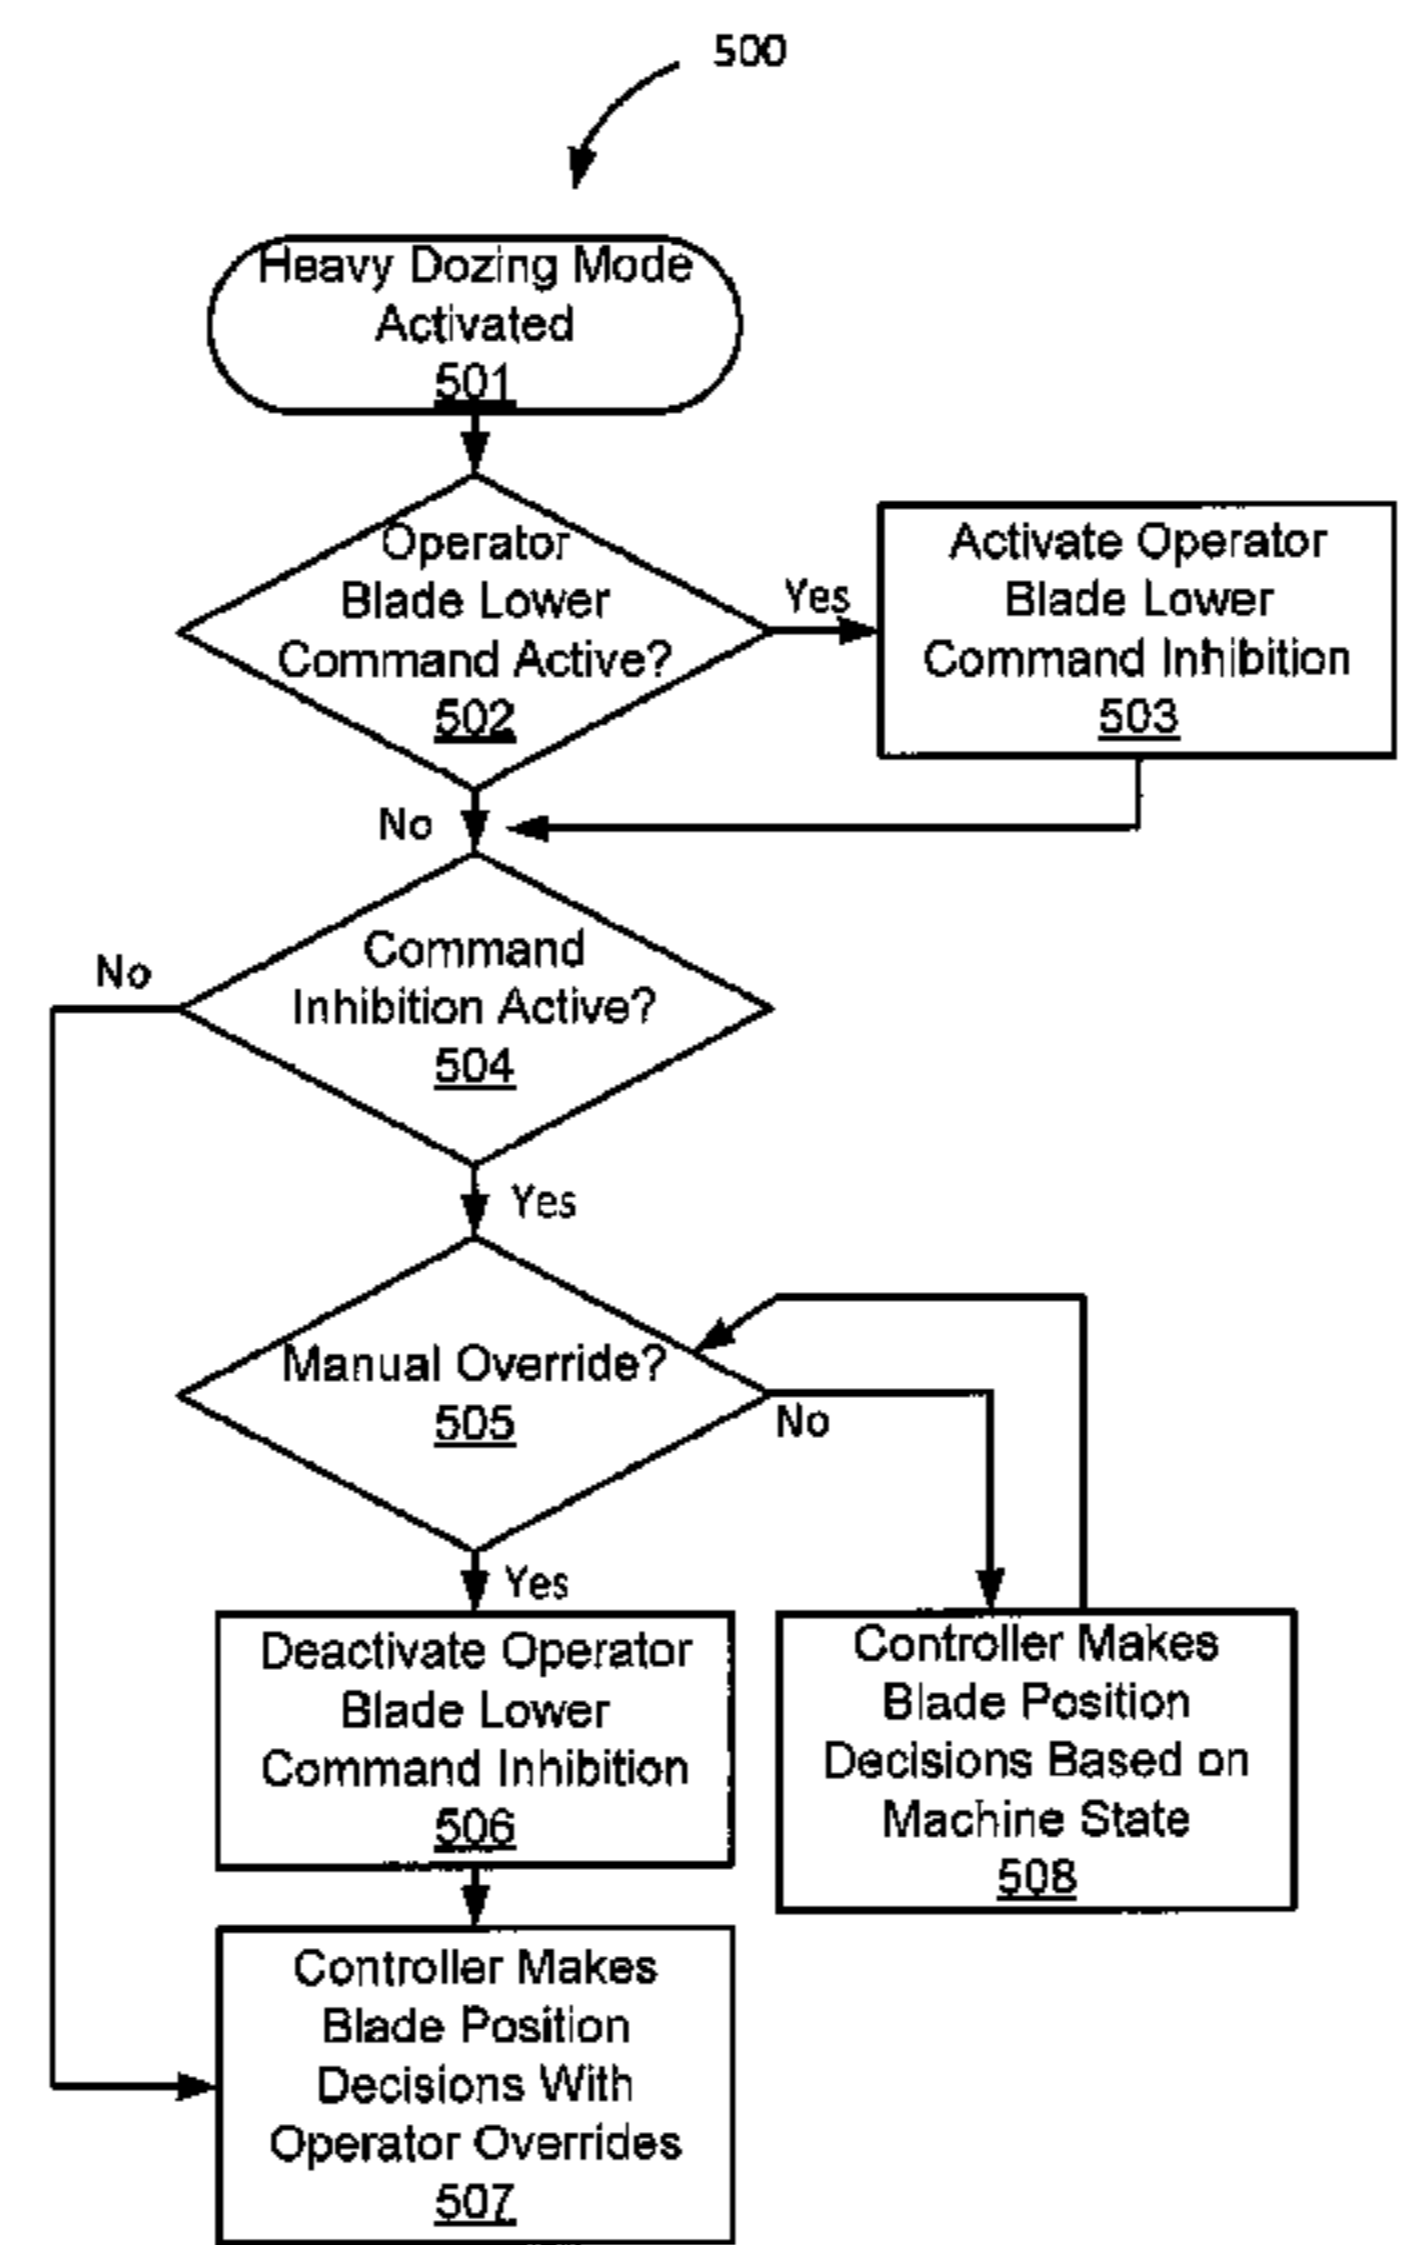 500
Heavy Dozing Mode
Activated
501
Operator
Blade Lower
Command Active?
502
Yes
Activate Operator
Blade Lower
Command Inhibition
503
No
Command
Inhibition Active?
504
No
Yes
Manual Override?
505
No
Yes
Deactivate Operator
Blade Lower
Command Inhibition
506
Controller Makes
Blade Position
Decisions Based on
Machine State
508
Controller Makes
Blade Position
Decisions With
Operator Overrides
507